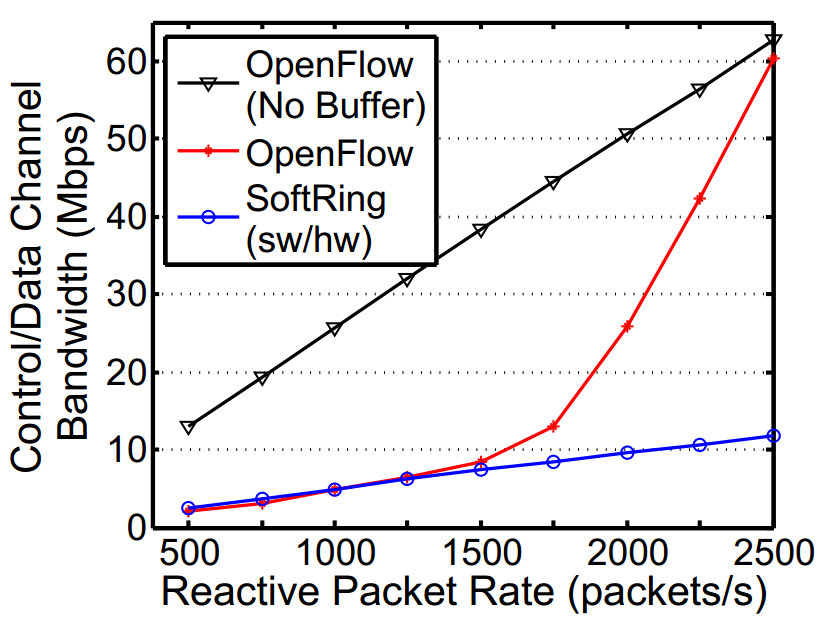 Control/Data Channel
Bandwidth (Mbps)
60
50
40
30
20
10
0
OpenFlow
(No Buffer)
OpenFlow
SoftRing
(sw/hw)
500 1000 1500 2000 2500
Reactive Packet Rate (packets/s)